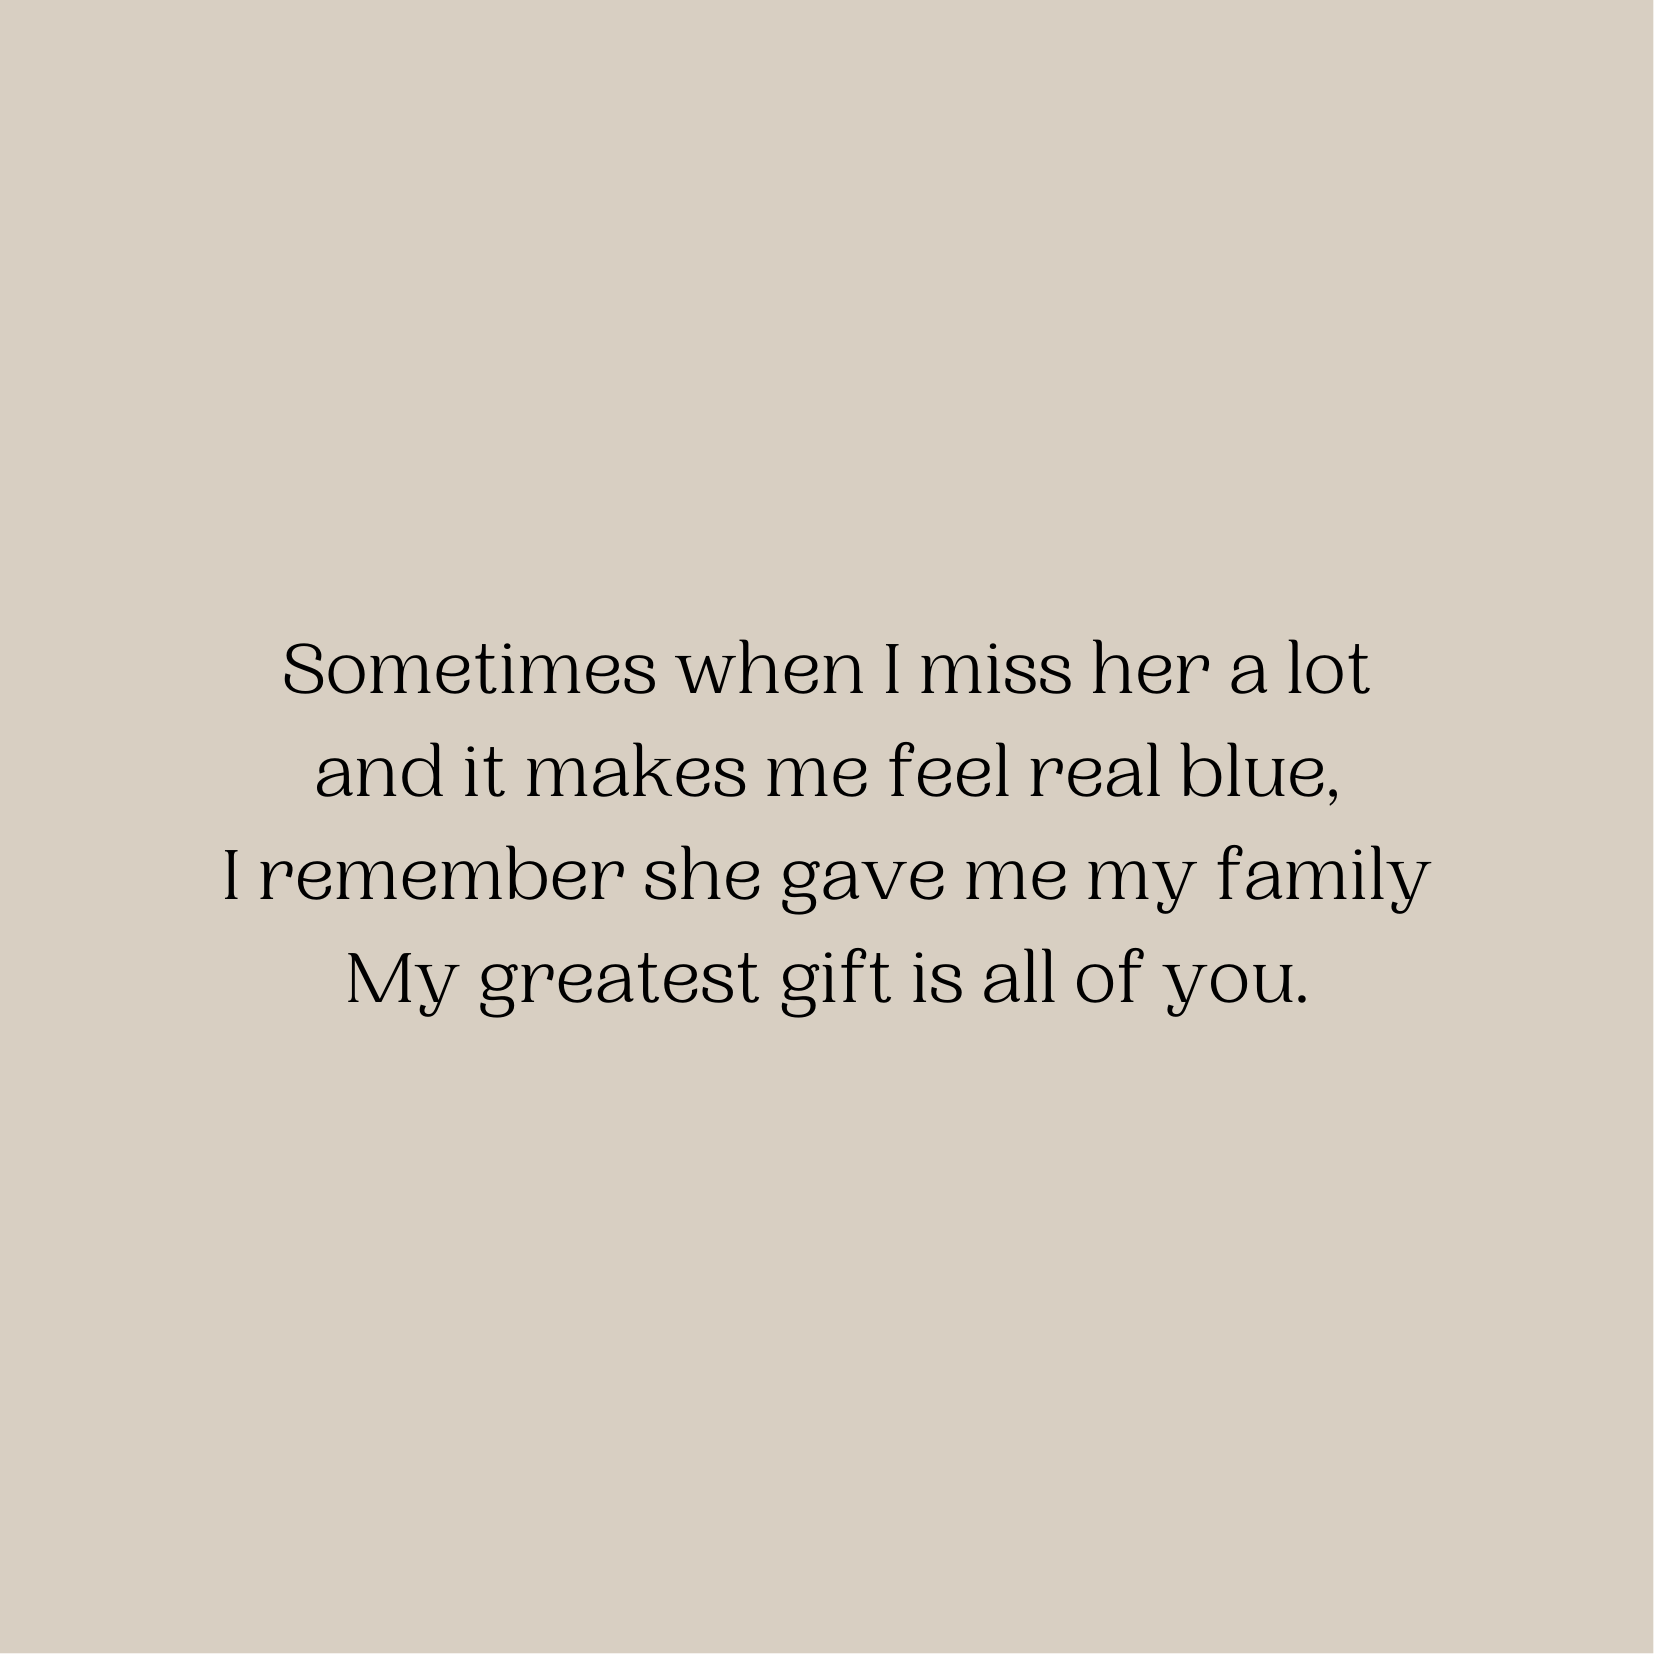 Sometimes when I miss her a lot
and it makes me feel real blue,
I remember she gave me my family
My greatest gift is all of you.